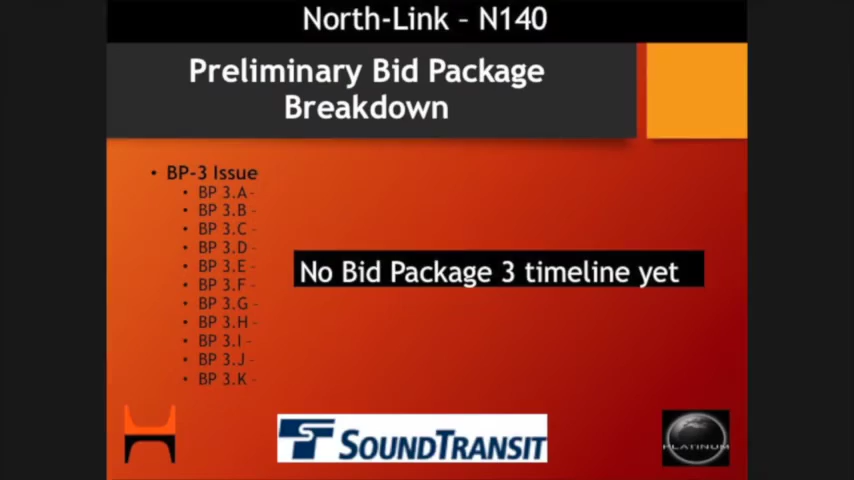 North-Link – N140
Preliminary Bid Package
Breakdown
• BP-3 Issue
• BP 3.A -
• BP 3.B -
• BP 3.C -
• BP 3.D -
• BP 3.E -
• BP 3.F -
• BP 3.G -
• BP 3.H -
• BP 3.I -
• BP 3.J -
• BP 3.K -
No Bid Package 3 timeline yet
SOUNDTRANSIT
PLATINUM